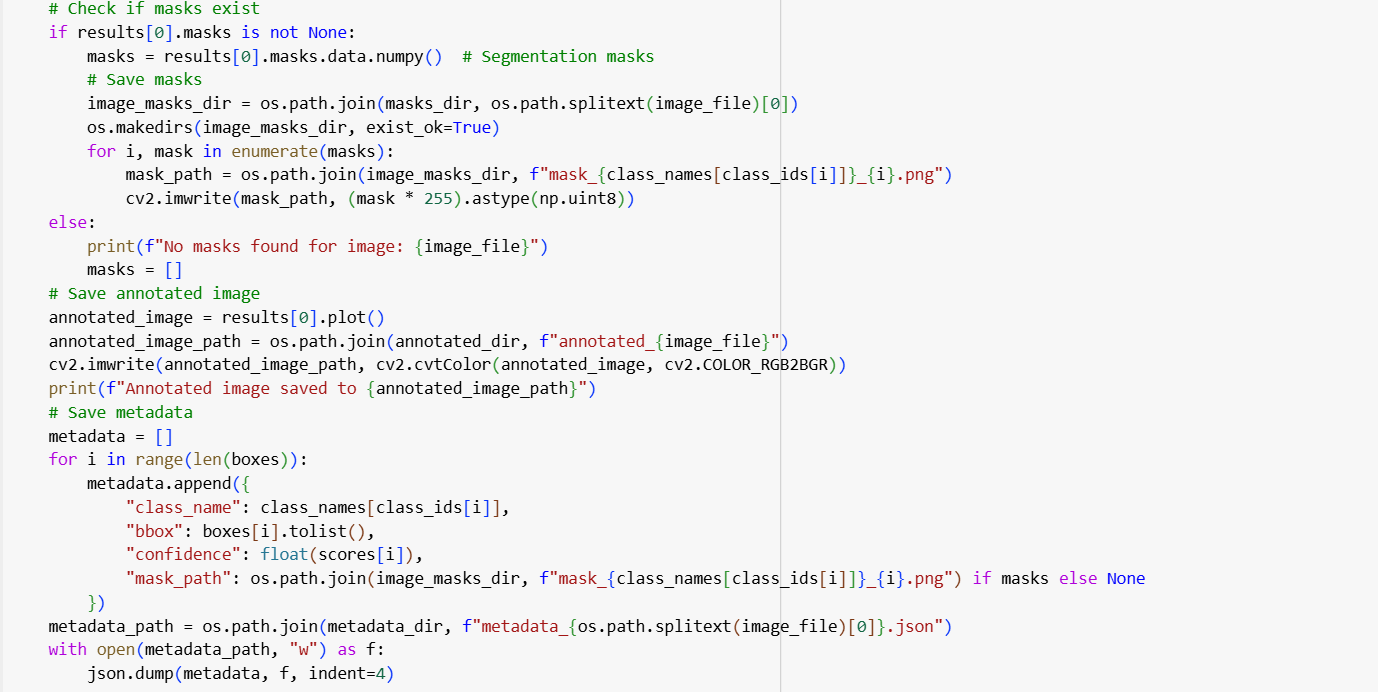 # Check if masks exist
if results[0].masks is not None:
    masks = results[0].masks.data.numpy()  # Segmentation masks
    # Save masks
    image_masks_dir = os.path.join(masks_dir, os.path.splitext(image_file)[0])
    os.makedirs(image_masks_dir, exist_ok=True)
    for i, mask in enumerate(masks):
        mask_path = os.path.join(image_masks_dir, f"mask_{class_names[class_ids[i]]}_{i}.png")
        cv2.imwrite(mask_path, (mask * 255).astype(np.uint8))
else:
    print(f"No masks found for image: {image_file}")
    masks = []
# Save annotated image
annotated_image = results[0].plot()
annotated_image_path = os.path.join(annotated_dir, f"annotated_{image_file}")
cv2.imwrite(annotated_image_path, cv2.cvtColor(annotated_image, cv2.COLOR_RGB2BGR))
print(f"Annotated image saved to {annotated_image_path}")
# Save metadata
metadata = []
for i in range(len(boxes)):
    metadata.append({
        "class_name": class_names[class_ids[i]],
        "bbox": boxes[i].tolist(),
        "confidence": float(scores[i]),
        "mask_path": os.path.join(image_masks_dir, f"mask_{class_names[class_ids[i]]}_{i}.png") if masks else None
    })
metadata_path = os.path.join(metadata_dir, f"metadata_{os.path.splitext(image_file)[0]}.json")
with open(metadata_path, "w") as f:
    json.dump(metadata, f, indent=4)